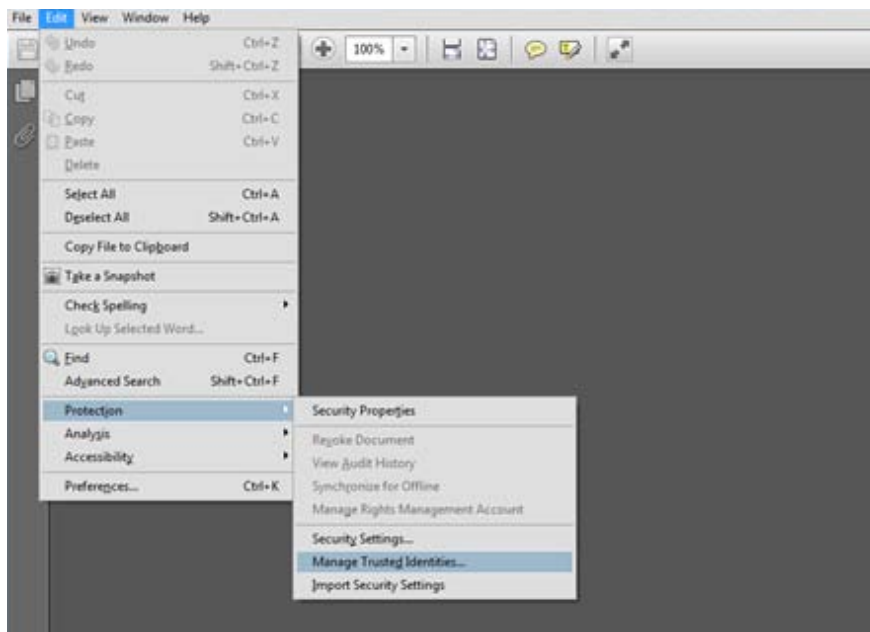 File Edit View Window Help
Undo Ctrl+Z
Redo Shift+Ctrl+Z
100%
Cut Ctrl+X
Copy Ctrl+C
Paste Ctrl+V
Delete
Select All Ctrl+A
Deselect All Shift+Ctrl+A
Copy File to Clipboard
Take a Snapshot
Check Spelling
Look Up Selected Word...
Find Ctrl+F
Advanced Search Shift+Ctrl+F
Protection
Analysis
Accessibility
Preferences... Ctrl+K
Security Properties
Revoke Document
View Audit History
Synchronize for Offline
Manage Rights Management Account
Security Settings...
Manage Trusted Identities...
Import Security Settings